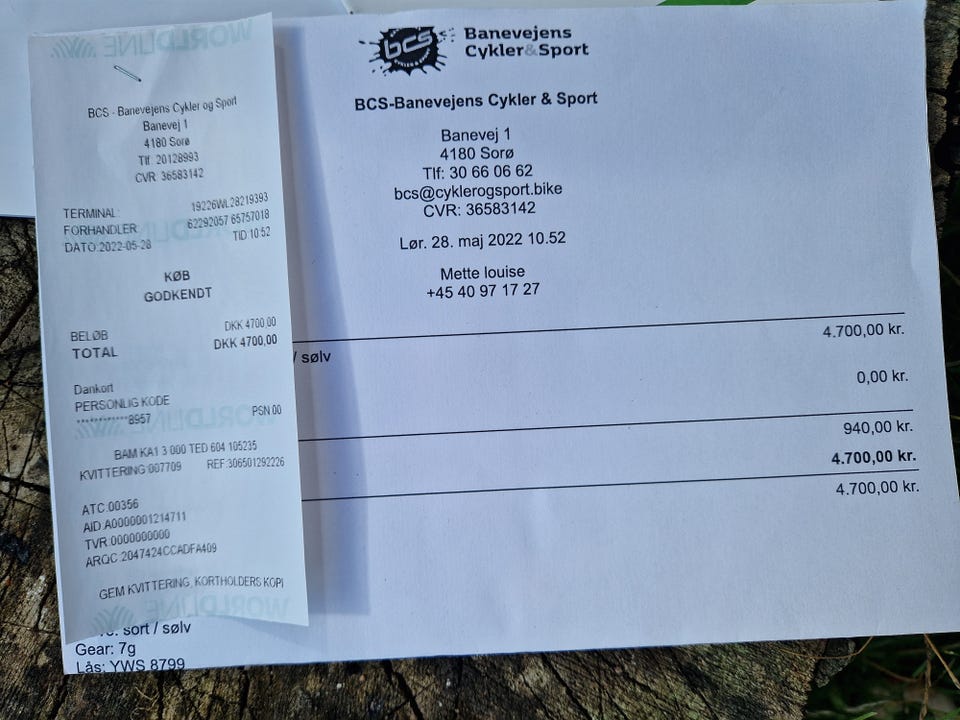 WORLDLINE
BCS - Banevejens Cykler og Sport
Banevej 1
4180 Sorø
Tlf: 20128993
CVR: 36583142
TERMINAL: 19226WL28219393
FORHANDLER 62292057 65757018
DATO:2022-05-28 TID 10:52
KØB
GODKENDT
BELØB DKK 4700,00
TOTAL DKK 4700,00
Dankort
PERSONLIG KODE
************8957 PSN:00
WORLDLINE
BAM KA1 3 000 TED 604 105235
KVITTERING:007709 REF:306501292226
ATC:00356
AID:A0000001214711
TVR:0000000000
ARQC:2047424CCADFA409
GEM KVITTERING, KORTHOLDERS KOPI
WORLDLINE
bcs
CYKLER & SPORT
Banevejens
Cykler&Sport
BCS-Banevejens Cykler & Sport
Banevej 1
4180 Sorø
Tlf: 30 66 06 62
bcs@cyklerogsport.bike
CVR: 36583142
Lør. 28. maj 2022 10.52
Mette louise
+45 40 97 17 27
4.700,00 kr.
/ sølv
0,00 kr.
940,00 kr.
4.700,00 kr.
4.700,00 kr.
sort / sølv
Gear: 7g
Lås: YWS 8799